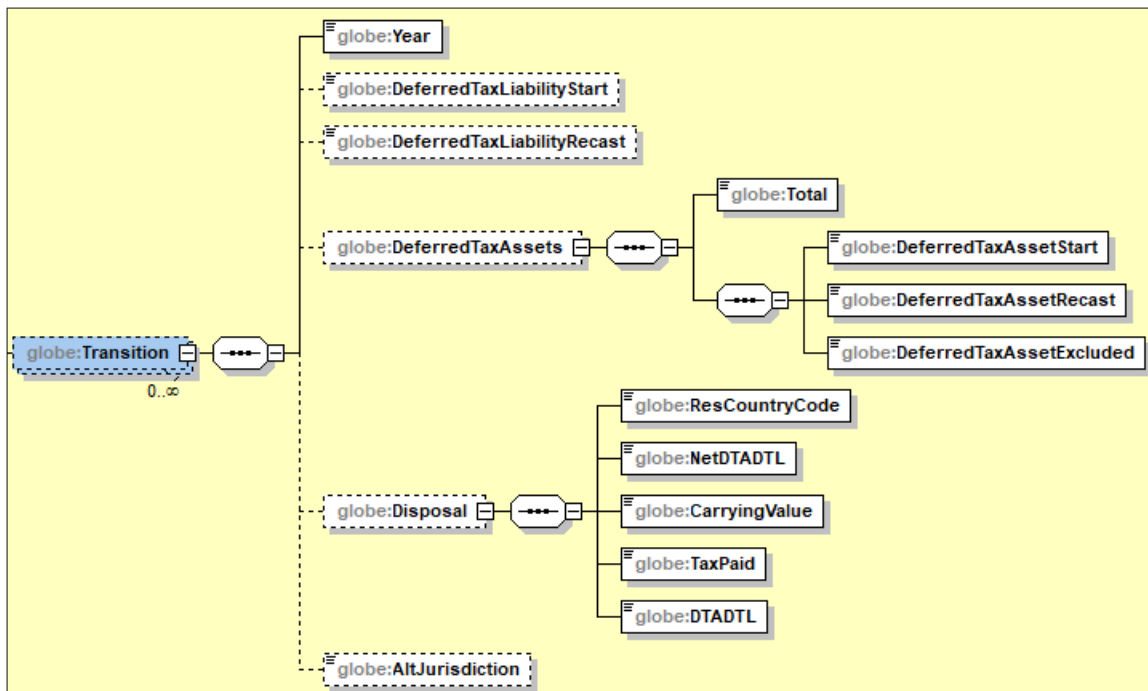 globe:Year
globe:DeferredTaxLiabilityStart
globe:DeferredTaxLiabilityRecast
globe:Total
globe:DeferredTaxAssets
globe:DeferredTaxAssetStart
globe:DeferredTaxAssetRecast
globe:DeferredTaxAssetExcluded
globe:Transition
0..∞
globe:ResCountryCode
globe:NetDTADTL
globe:Disposal
globe:CarryingValue
globe:TaxPaid
globe:DTADTL
globe:AltJurisdiction